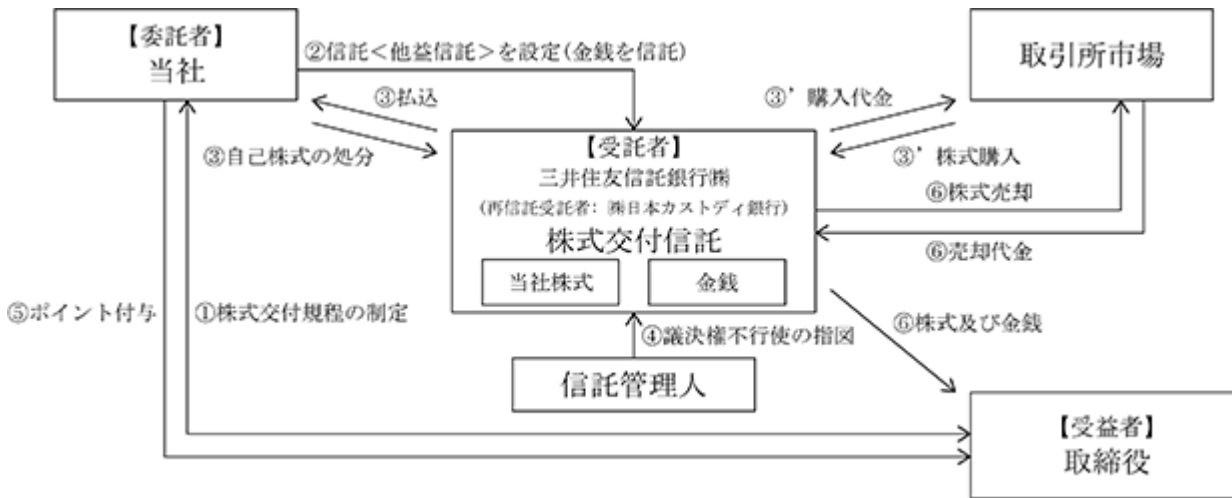 【委託者】
当社
②信託<他益信託>を設定(金銭を信託)
取引所市場
③払込
③’購入代金
③自己株式の処分
【受託者】
三井住友信託銀行㈱
(再信託受託者: ㈱日本カストディ銀行)
株式交付信託
当社株式
金銭
③’株式購入
⑥株式売却
⑥売却代金
⑤ポイント付与
①株式交付規程の制定
④議決権不行使の指図
⑥株式及び金銭
信託管理人
【受益者】
取締役